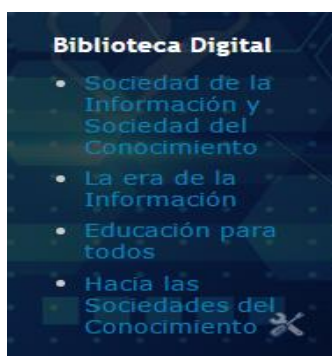 Biblioteca Digital
Sociedad de la
Información y
Sociedad del
Conocimiento
La era de la
Información
Educación para
todos
Hacia las
Sociedades del
Conocimiento